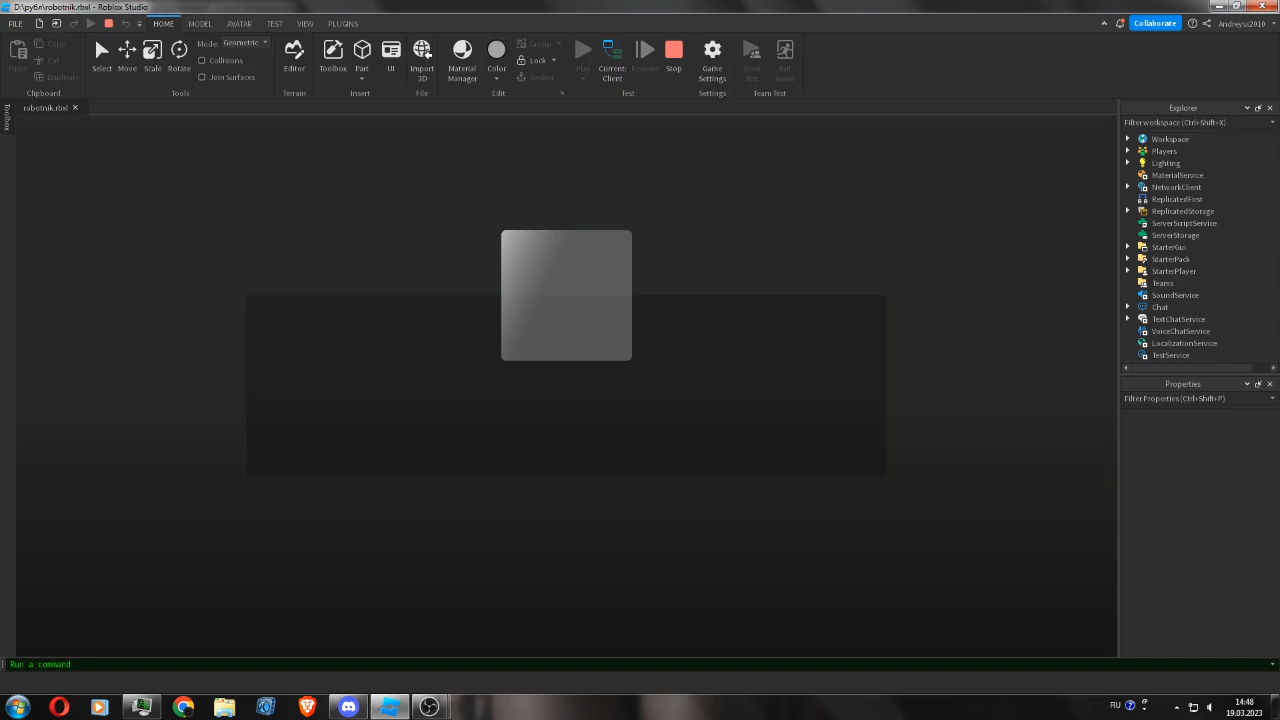 D:\py6x\robotnik.rbxl - Roblox Studio
FILE
HOME
MODEL
AVATAR
TEST
VIEW
PLUGINS
Collaborate
Andreyss2010
Paste
Copy
Cut
Duplicate
Clipboard
Select
Move
Scale
Rotate
Mode: Geometric
Collisions
Join Surfaces
Tools
Editor
Terrain
Toolbox
Part
UI
Insert
Import 3D
File
Material Manager
Color
Group
Lock
Anchor
Edit
Play
Current: Client
Resume
Stop
Test
Game Settings
Settings
Team Test
Exit Game
Team Test
Toolbox
robotnik.rbxl
Explorer
Filter workspace (Ctrl+Shift+X)
Workspace
Players
Lighting
MaterialService
NetworkClient
ReplicatedFirst
ReplicatedStorage
ServerScriptService
ServerStorage
StarterGui
StarterPack
StarterPlayer
Teams
SoundService
Chat
TextChatService
VoiceChatService
LocalizationService
TestService
Properties
Filter Properties (Ctrl+Shift+P)
Run a command
RU
14:48
19.03.2023